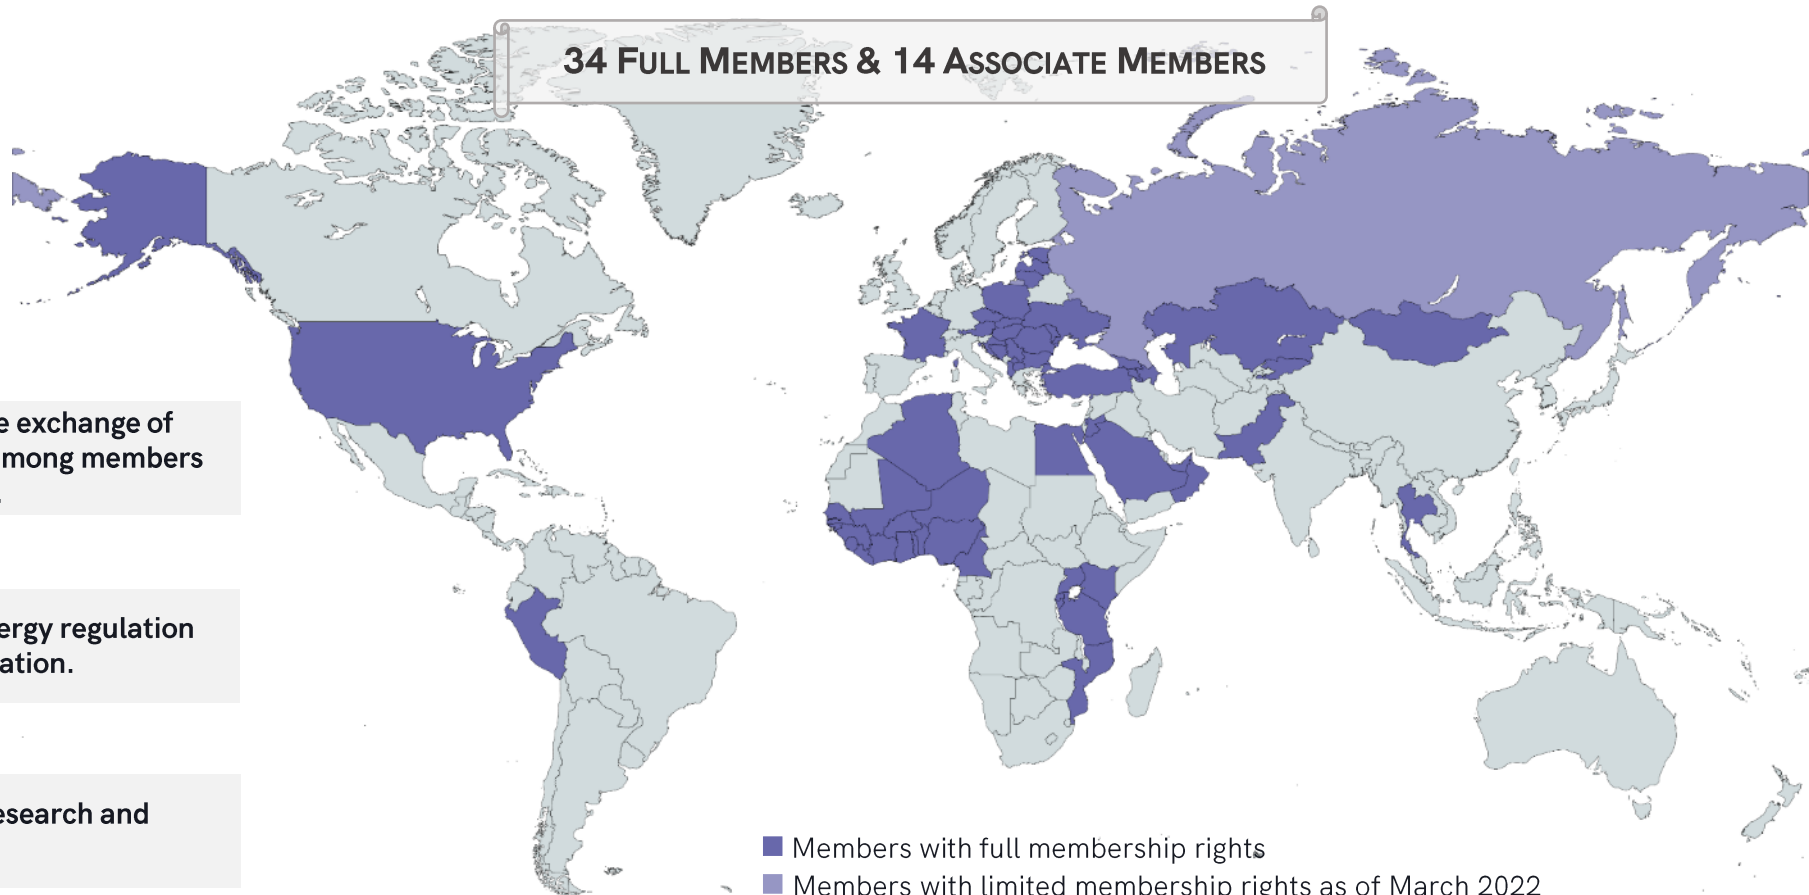 34 FULL MEMBERS & 14 ASSOCIATE MEMBERS
e exchange of
mong members
.
ergy regulation
ation.
esearch and
Members with full membership rights
Members with limited membership rights as of March 2022